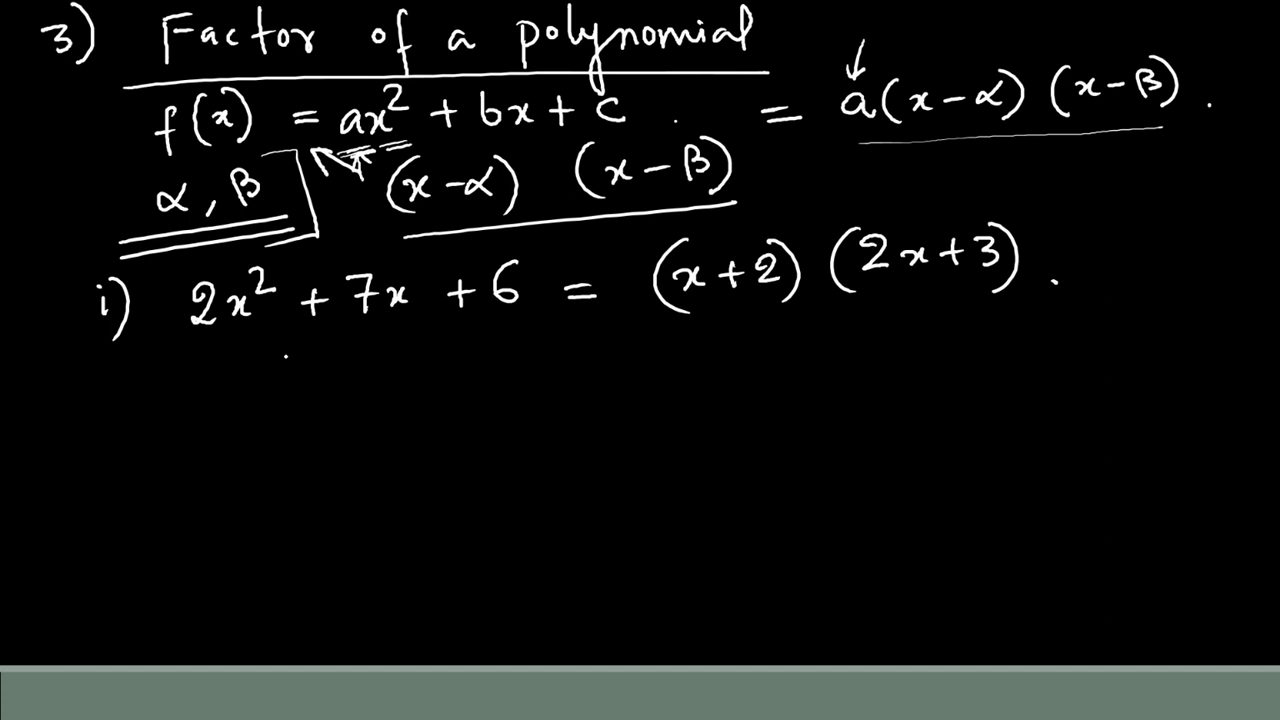 3) Factor of a polynomial
f(x) = ax² + bx + c = a(x-α) (x-β).
α, β (x-α) (x-β)
i) 2x² + 7x + 6 = (x+2) (2x+3).